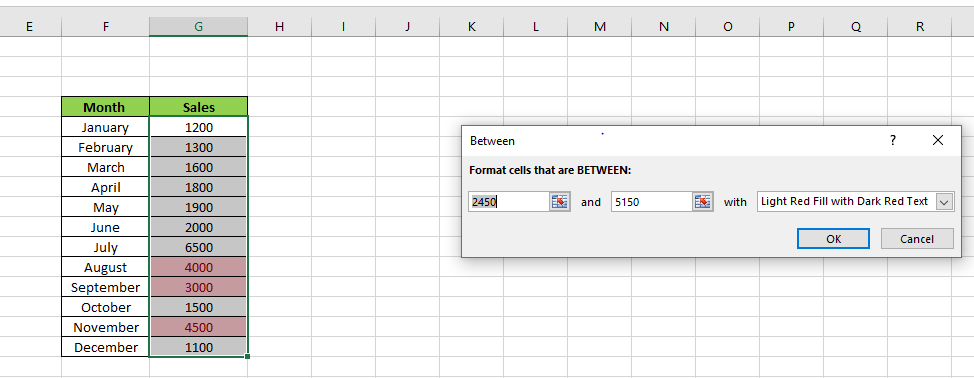 E F G H I J K L M N O P Q R
Month Sales
January 1200
February 1300
March 1600
April 1800
May 1900
June 2000
July 6500
August 4000
September 3000
October 1500
November 4500
December 1100
Between ?
Format cells that are BETWEEN:
2450 and 5150 with Light Red Fill with Dark Red Text
OK Cancel